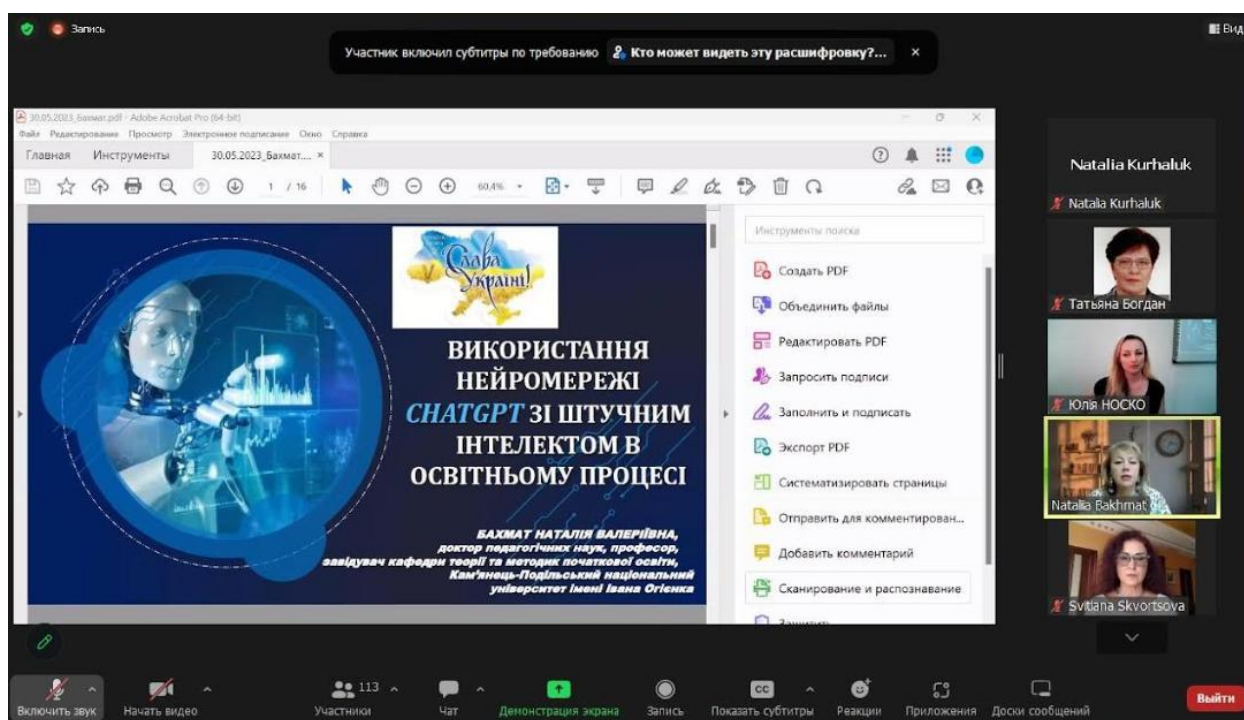 Запись
Участник включил субтитры по требованию Кто может видеть эту расшифровку?... ×
Вид
30.05.2023_Бахмат.pdf - Adobe Acrobat Pro (64-bit)
Файл Редактирование Просмотр Электронное подписание Окно Справка
Главная Инструменты 30.05.2023_Бахмат.... ×
1 / 16 60,4%
Слава
Україні!
ВИКОРИСТАННЯ
НЕЙРОМЕРЕЖІ
CHATGPT ЗІ ШТУЧНИМ
ІНТЕЛЕКТОМ В
ОСВІТНЬОМУ ПРОЦЕСІ
БАХМАТ НАТАЛІЯ ВАЛЕРІЇВНА,
доктор педагогічних наук, професор,
завідувач кафедри теорії та методик початкової освіти,
Кам'янець-Подільський національний
університет імені Івана Огієнка
Инструменты поиска
Создать PDF
Объединить файлы
Редактировать PDF
Запросить подписи
Заполнить и подписать
Экспорт PDF
Систематизировать страницы
Отправить для комментирован...
Добавить комментарий
Сканирование и распознавание
Защитить
Natalia Kurhaluk
Natalia Kurhaluk
Татьяна Богдан
Юлія НОСКО
Natalia Bakhmat
Svitlana Skvortsova
Включить звук
Начать видео
113
Участники
Чат
Демонстрация экрана
Запись
CC
Показать субтитры
Реакции
Приложения
Доски сообщений
Выйти